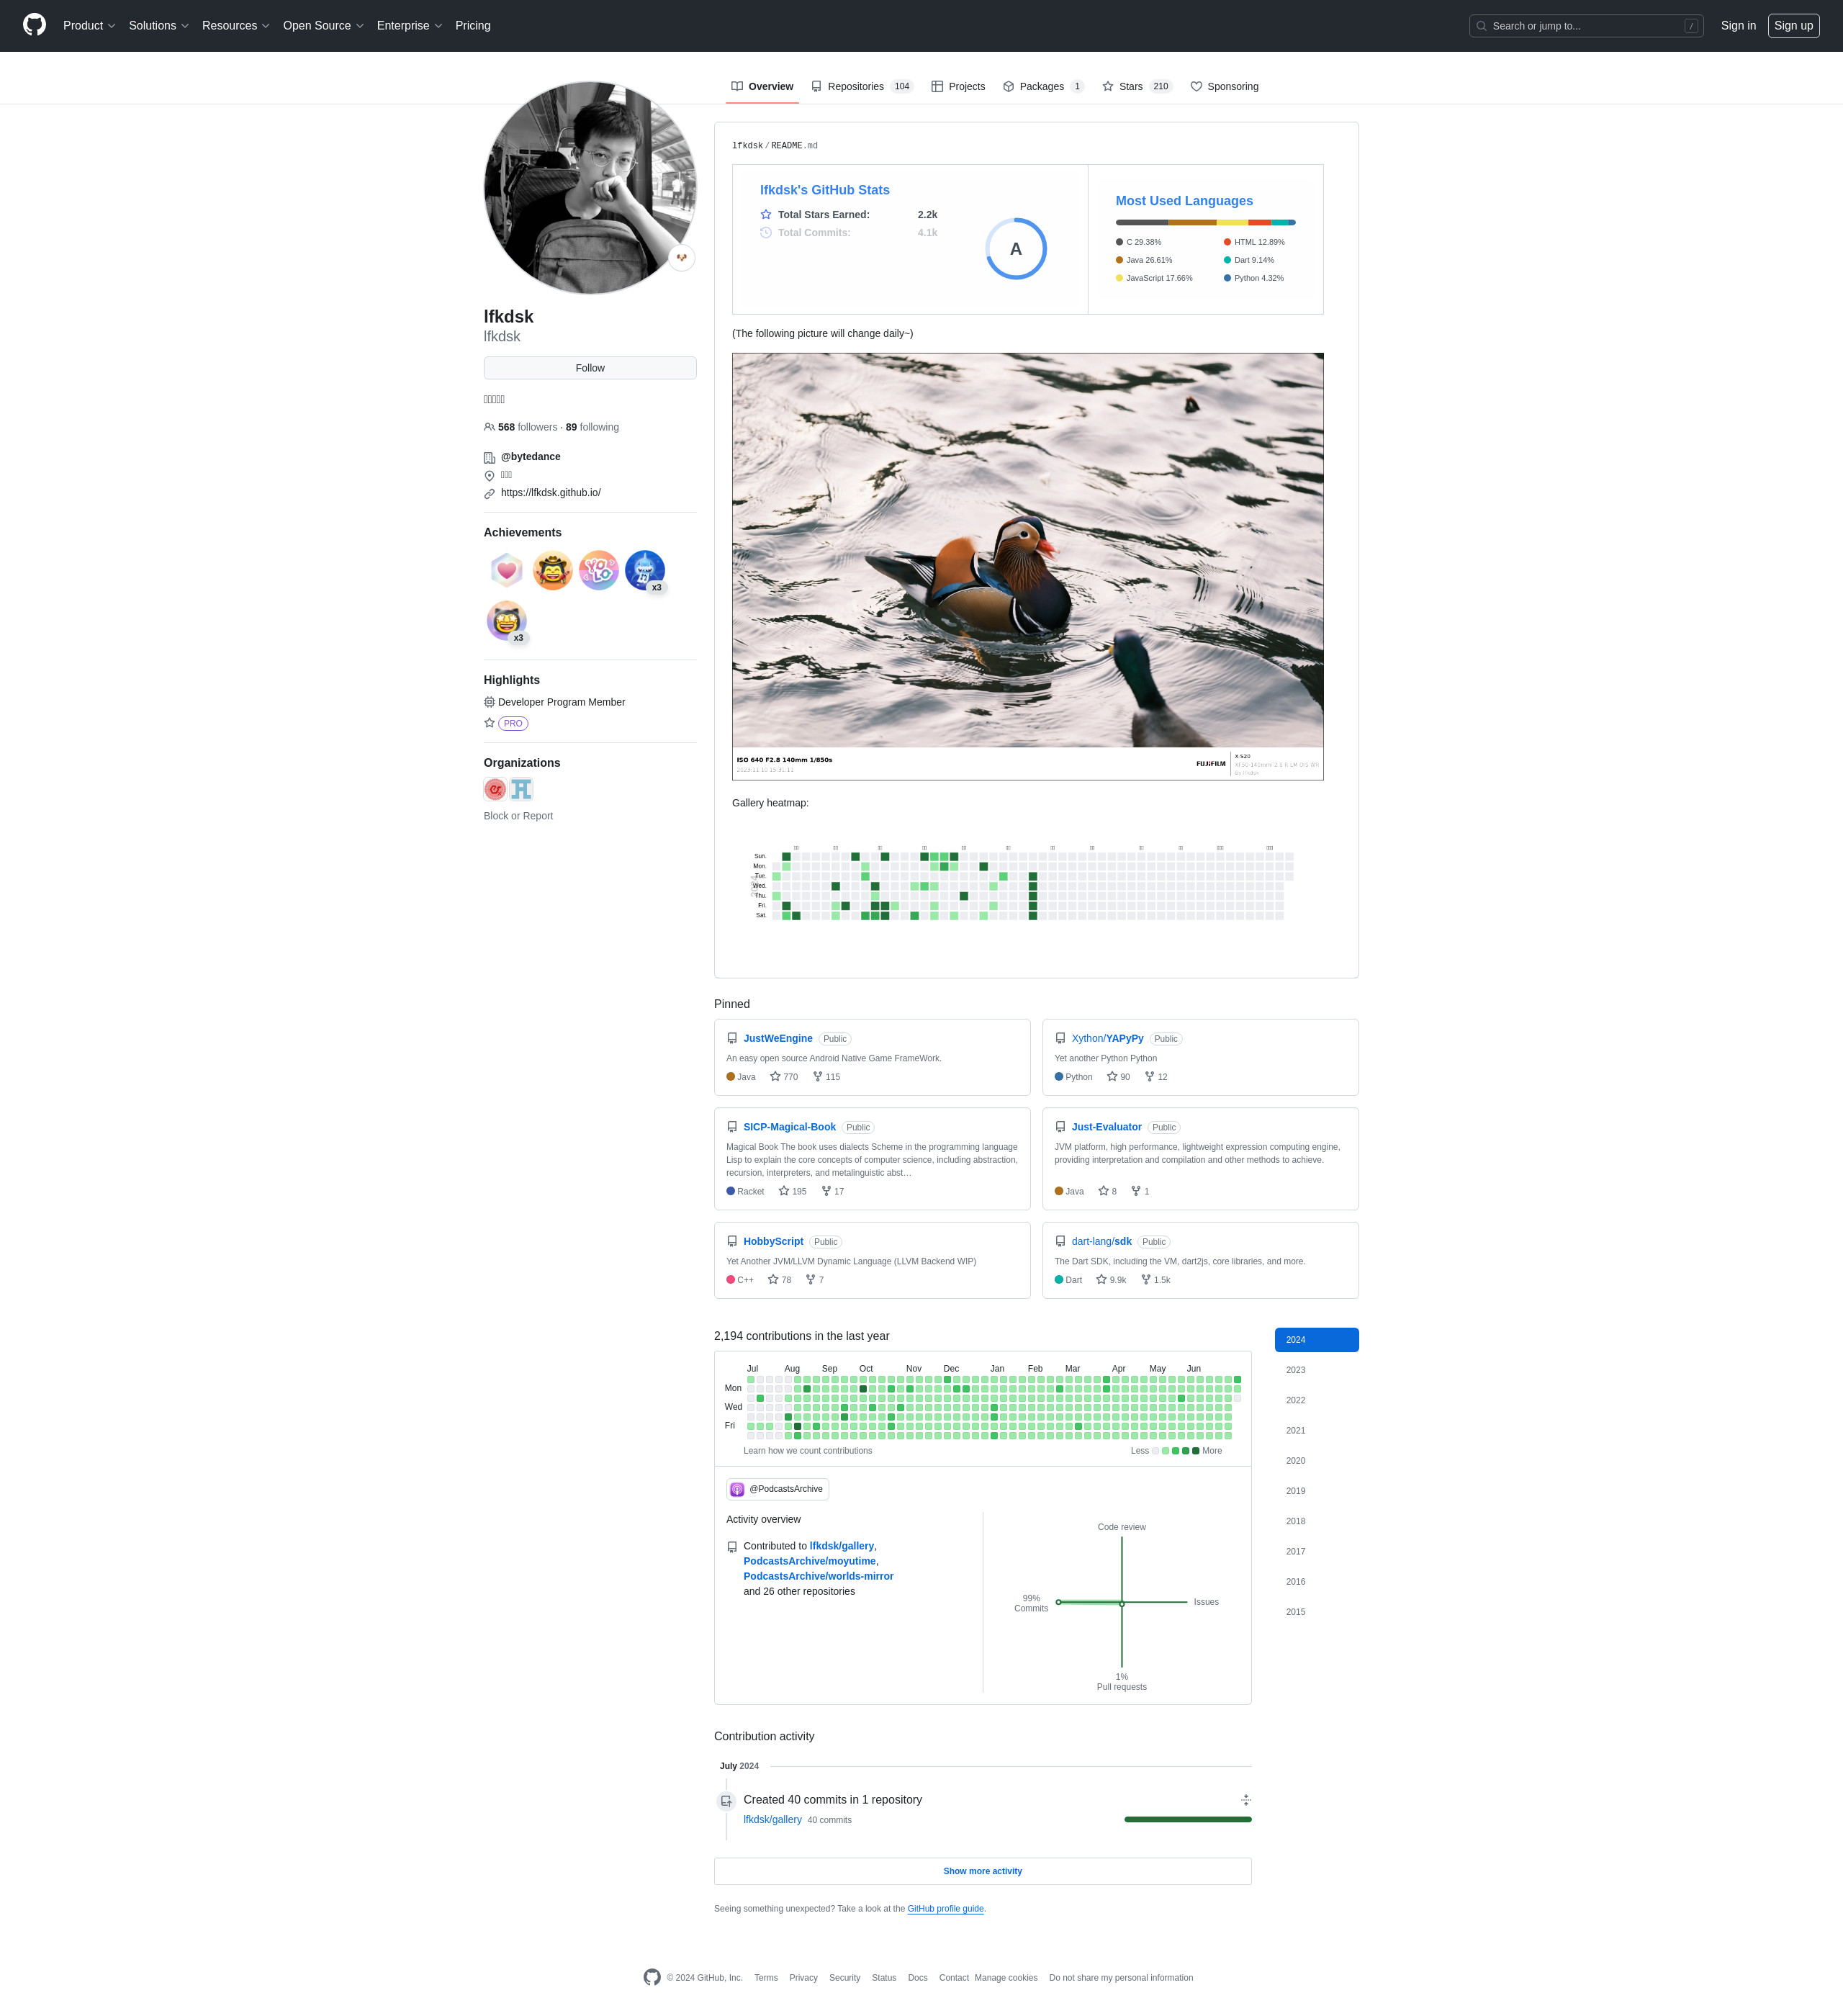 Product
Solutions
Resources
Open Source
Enterprise
Pricing
Search or jump to...
/
Sign in
Sign up
Overview
Repositories 104
Projects
Packages 1
Stars 210
Sponsoring
lfkdsk
lfkdsk
Follow
568 followers · 89 following
@bytedance
https://lfkdsk.github.io/
Achievements
YOLO
x3
x3
Highlights
Developer Program Member
PRO
Organizations
Block or Report
lfkdsk/README.md
lfkdsk's GitHub Stats
Total Stars Earned: 2.2k
Total Commits: 4.1k
A
Most Used Languages
C 29.38%
Java 26.61%
JavaScript 17.66%
HTML 12.89%
Dart 9.14%
Python 4.32%
(The following picture will change daily~)
ISO 640 F2.8 140mm 1/850s
FUJIFILM
X-S20
Gallery heatmap:
Sun.
Mon.
Tue.
Wed.
Thu.
Fri.
Sat.
Pinned
JustWeEngine Public
An easy open source Android Native Game FrameWork.
Java 770 115
Xython/YAPyPy Public
Yet another Python Python
Python 90 12
SICP-Magical-Book Public
Magical Book The book uses dialects Scheme in the programming language
Lisp to explain the core concepts of computer science, including abstraction,
recursion, interpreters, and metalinguistic abst…
Racket 195 17
Just-Evaluator Public
JVM platform, high performance, lightweight expression computing engine,
providing interpretation and compilation and other methods to achieve.
Java 8 1
HobbyScript Public
Yet Another JVM/LLVM Dynamic Language (LLVM Backend WIP)
C++ 78 7
dart-lang/sdk Public
The Dart SDK, including the VM, dart2js, core libraries, and more.
Dart 9.9k 1.5k
2,194 contributions in the last year
Jul Aug Sep Oct Nov Dec Jan Feb Mar Apr May Jun
Mon
Wed
Fri
Learn how we count contributions
Less More
2024
2023
2022
2021
2020
2019
2018
2017
2016
2015
@PodcastsArchive
Activity overview
Contributed to lfkdsk/gallery,
PodcastsArchive/moyutime,
PodcastsArchive/worlds-mirror
and 26 other repositories
Code review
99%
Commits
Issues
1%
Pull requests
Contribution activity
July 2024
Created 40 commits in 1 repository
lfkdsk/gallery 40 commits
Show more activity
Seeing something unexpected? Take a look at the GitHub profile guide.
© 2024 GitHub, Inc.
Terms
Privacy
Security
Status
Docs
Contact
Manage cookies
Do not share my personal information